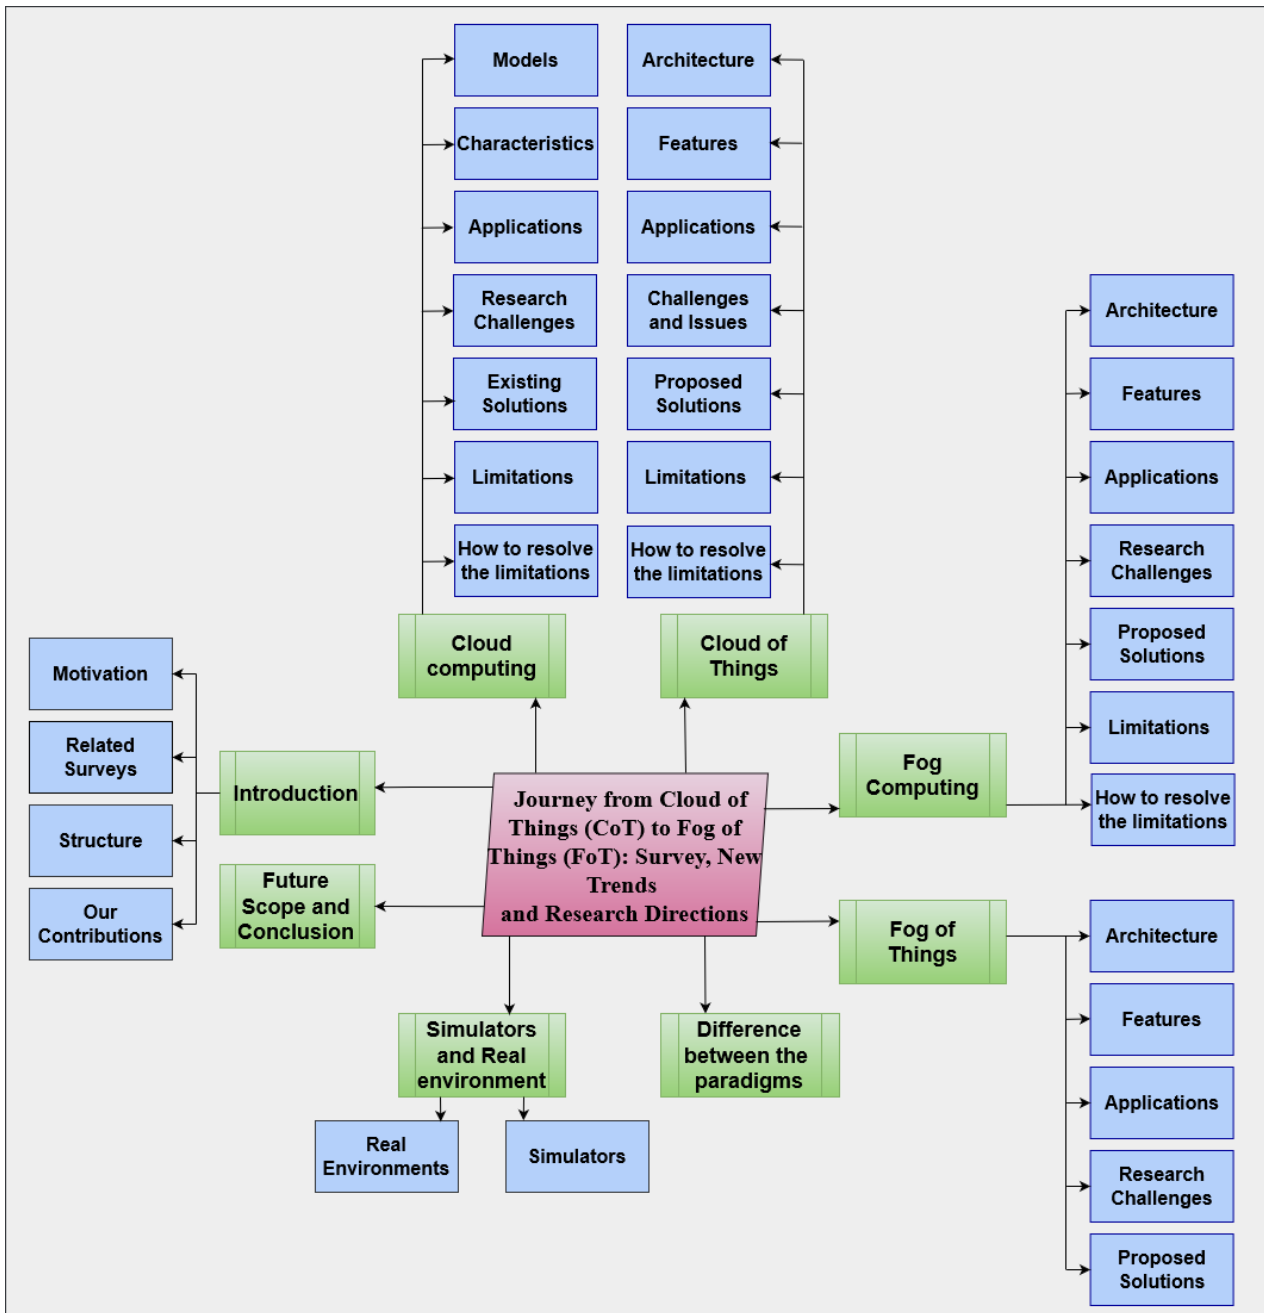 Models
Characteristics
Applications
Research
Challenges
Existing
Solutions
Limitations
How to resolve
the limitations
Cloud
computing
Architecture
Features
Applications
Challenges
and Issues
Proposed
Solutions
Limitations
How to resolve
the limitations
Cloud of
Things
Architecture
Features
Applications
Research
Challenges
Proposed
Solutions
Limitations
How to resolve
the limitations
Fog
Computing
Motivation
Related
Surveys
Structure
Our
Contributions
Introduction
Future
Scope and
Conclusion
Journey from Cloud of
Things (CoT) to Fog of
Things (FoT): Survey, New
Trends
and Research Directions
Fog of
Things
Architecture
Features
Applications
Research
Challenges
Proposed
Solutions
Simulators
and Real
environment
Real
Environments
Simulators
Difference
between the
paradigms